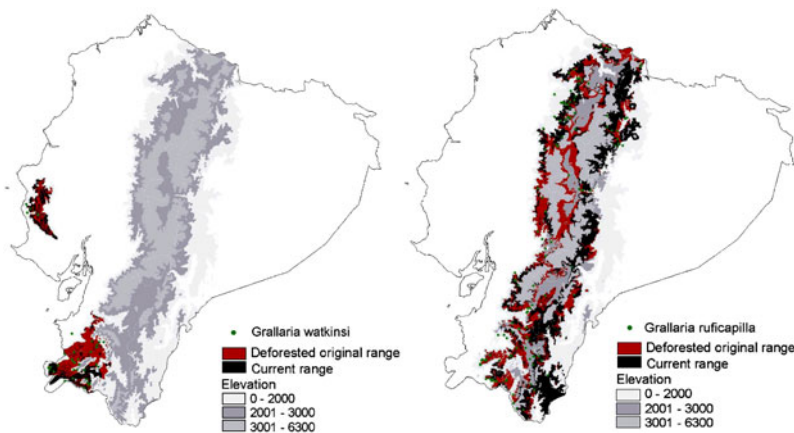 Grallaria watkinsi
Deforested original range
Current range
Elevation
0 - 2000
2001 - 3000
3001 - 6300
Grallaria ruficapilla
Deforested original range
Current range
Elevation
0 - 2000
2001 - 3000
3001 - 6300